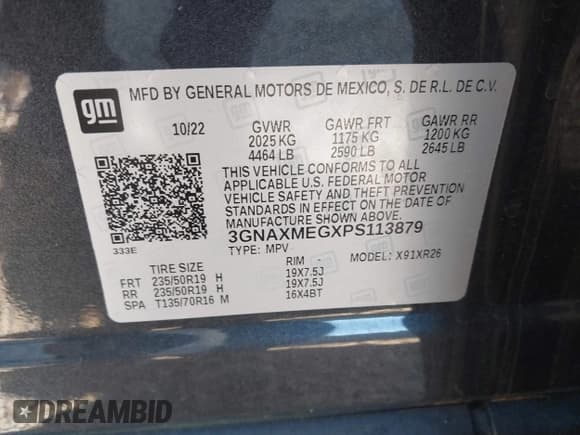 gm MFD BY GENERAL MOTORS DE MEXICO, S. DE R.L. DE C.V.
10/22 GVWR GAWR FRT GAWR RR
2025 KG 1175 KG 1200 KG
4464 LB 2590 LB 2645 LB
THIS VEHICLE CONFORMS TO ALL
APPLICABLE U.S. FEDERAL MOTOR
VEHICLE SAFETY AND THEFT PREVENTION
STANDARDS IN EFFECT ON THE DATE OF
MANUFACTURE SHOWN ABOVE.
333E
3GNAXMEGXPS113879
TYPE: MPV MODEL: X91XR26
TIRE SIZE RIM
FRT 235/50R19 H 19X7.5J
RR 235/50R19 H 19X7.5J
SPA T135/70R16 M 16X4BT
DREAMBID